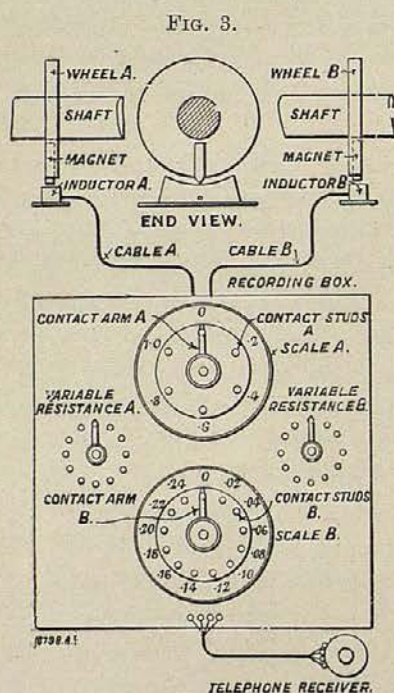 FIG. 3.
WHEEL A.
WHEEL B
SHAFT
SHAFT
MAGNET
MAGNET
INDUCTOR A.
INDUCTOR B
END VIEW.
CABLE A.
CABLE B.
RECORDING BOX.
CONTACT ARM A
CONTACT STUDS
A
SCALE A.
0
.2
.4
.6
.8
1.0
VARIABLE
RESISTANCE A.
VARIABLE
RESISTANCE B.
CONTACT ARM
B.
CONTACT STUDS
B.
SCALE B.
0
.02
.04
.06
.08
.10
.12
.14
.16
.18
.20
.22
.24
TELEPHONE RECEIVER.